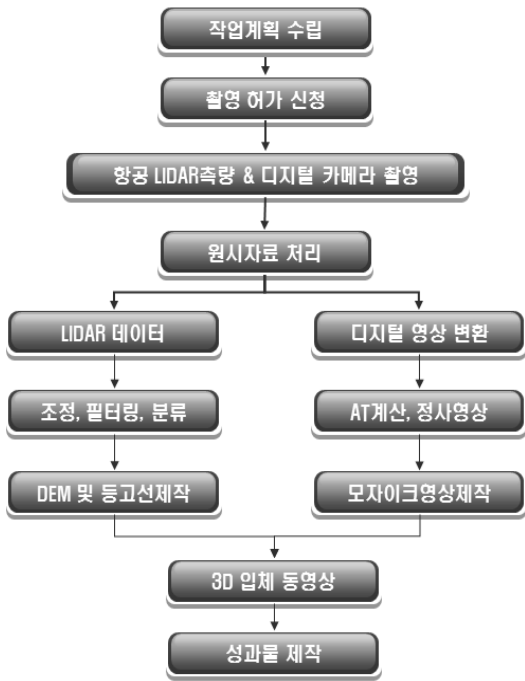 작업계획 수립
촬영 허가 신청
항공 LIDAR측량 & 디지털 카메라 촬영
원시자료 처리
LIDAR 데이터
디지털 영상 변환
조정, 필터링, 분류
AT계산, 정사영상
DEM 및 등고선제작
모자이크영상제작
3D 입체 동영상
성과물 제작